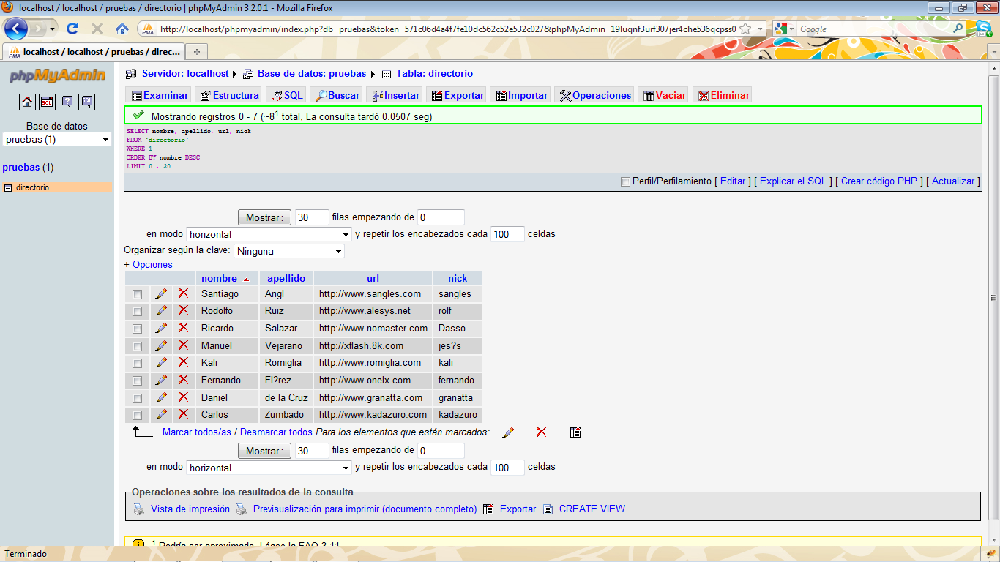 localhost / localhost / pruebas / directorio | phpMyAdmin 3.2.0.1 - Mozilla Firefox
http://localhost/phpmyadmin/index.php?db=pruebas&token=571c06d4a4f7fe10dc562c52e532c027&phpMyAdmin=19luqnf3urf307jer4che536qcpss0
Google
localhost / localhost / pruebas / direc...
phpMyAdmin
Base de datos
pruebas (1)
pruebas (1)
directorio
Servidor: localhost Base de datos: pruebas Tabla: directorio
Examinar Estructura SQL Buscar Insertar Exportar Importar Operaciones Vaciar Eliminar
Mostrando registros 0 - 7 (~8¹ total, La consulta tardó 0.0507 seg)
SELECT nombre, apellido, url, nick
FROM `directorio`
WHERE 1
ORDER BY nombre DESC
LIMIT 0 , 30
Perfil/Perfilamiento [ Editar ] [ Explicar el SQL ] [ Crear código PHP ] [ Actualizar ]
Mostrar : 30 filas empezando de 0
en modo horizontal y repetir los encabezados cada 100 celdas
Organizar según la clave: Ninguna
+ Opciones
nombre apellido url nick
Santiago Angl http://www.sangles.com sangles
Rodolfo Ruiz http://www.alesys.net rolf
Ricardo Salazar http://www.nomaster.com Dasso
Manuel Vejarano http://xflash.8k.com jes?s
Kali Romiglia http://www.romiglia.com kali
Fernando Fl?rez http://www.onelx.com fernando
Daniel de la Cruz http://www.granatta.com granatta
Carlos Zumbado http://www.kadazuro.com kadazuro
Marcar todos/as / Desmarcar todos Para los elementos que están marcados:
Mostrar : 30 filas empezando de 0
en modo horizontal y repetir los encabezados cada 100 celdas
Operaciones sobre los resultados de la consulta
Vista de impresión Previsualización para imprimir (documento completo) Exportar CREATE VIEW
¹ Podría ser aproximado. Léase la FAQ 3.11
Terminado